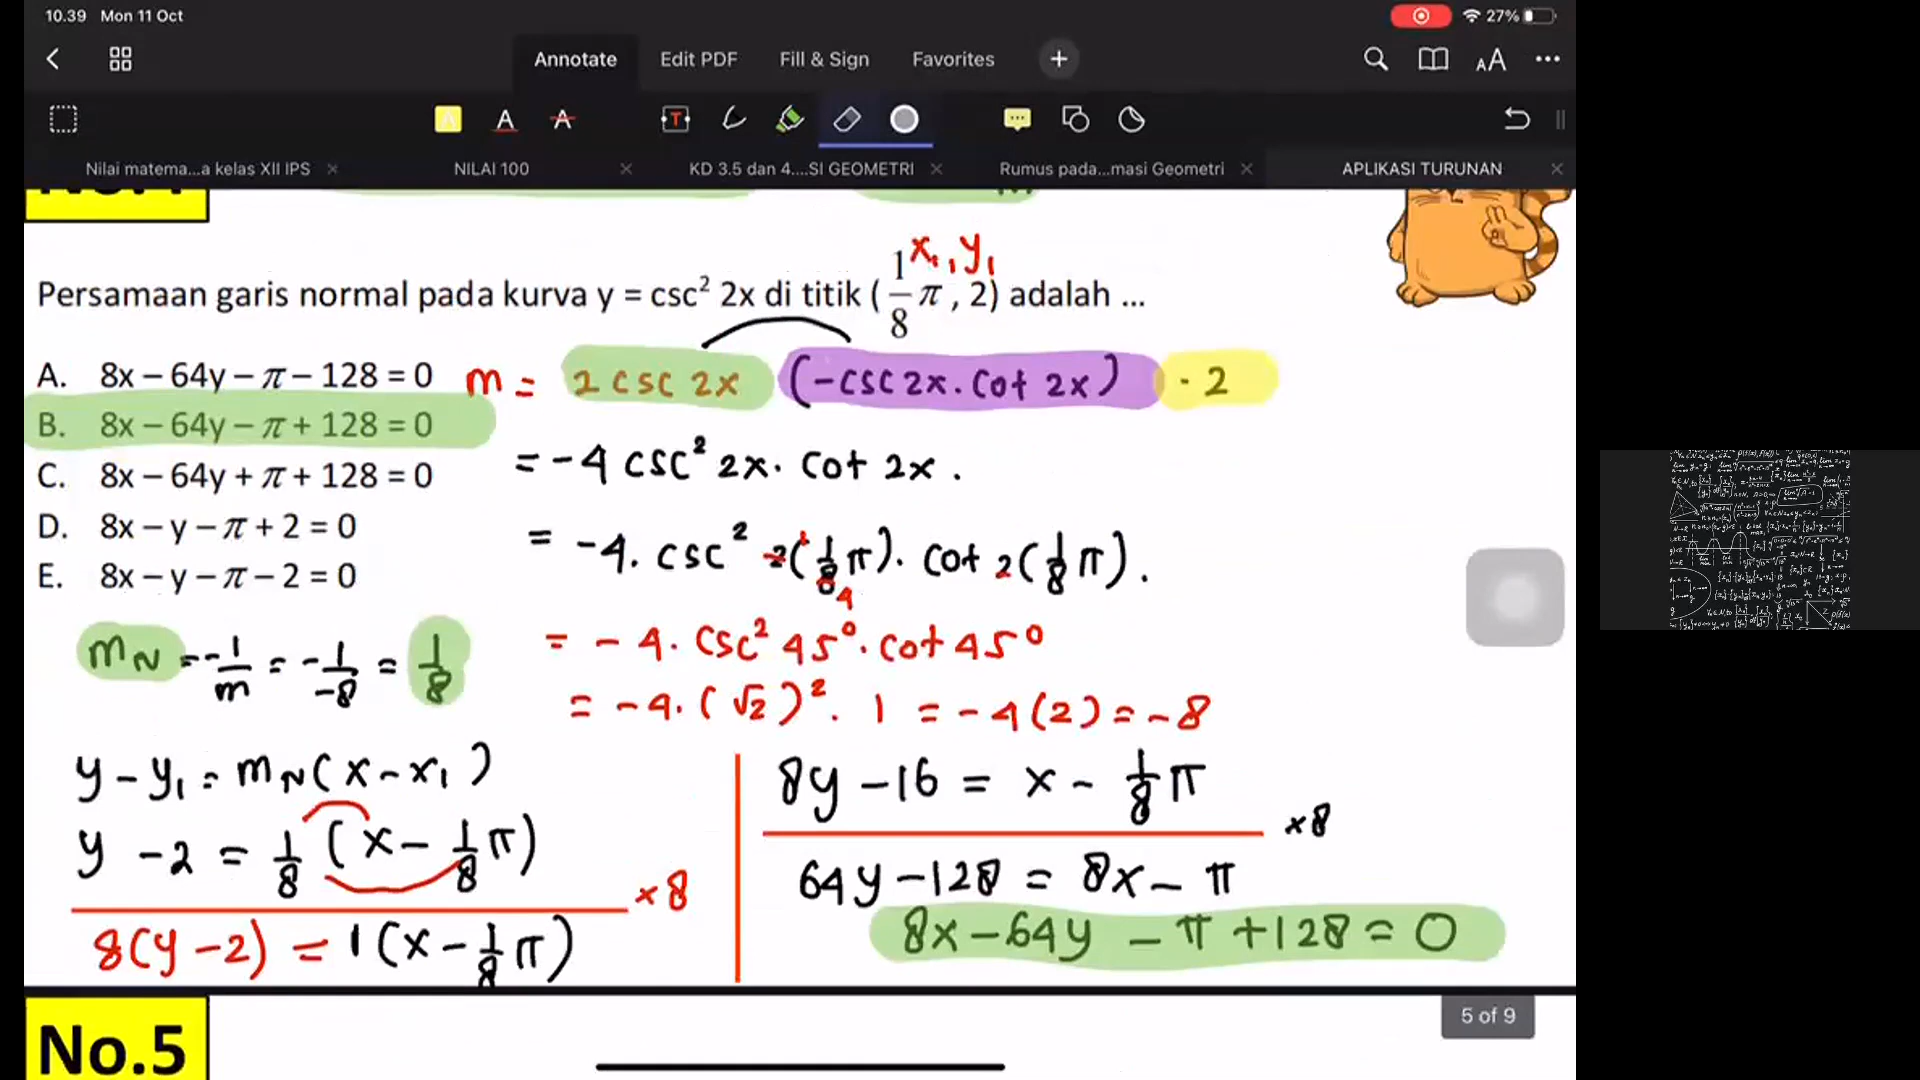 10.39 Mon 11 Oct
27%
Annotate Edit PDF Fill & Sign Favorites +
AA
Nilai matema...a kelas XII IPS × NILAI 100 × KD 3.5 dan 4....SI GEOMETRI × Rumus pada...masi Geometri × APLIKASI TURUNAN ×
x₁, y₁
Persamaan garis normal pada kurva y = csc² 2x di titik (1/8 π , 2) adalah ...
A. 8x – 64y – π – 128 = 0
B. 8x – 64y – π + 128 = 0
C. 8x – 64y + π + 128 = 0
D. 8x – y – π + 2 = 0
E. 8x – y – π – 2 = 0
m = 2 csc 2x (-csc 2x . cot 2x) . 2
= -4 csc² 2x . cot 2x .
= -4. csc² 2(1/8 π). cot 2(1/8 π).
1
4
= -4. csc² 45°. cot 45°
= -4. (√2)². 1 = -4(2) = -8
mN = -1/m = -1/-8 = 1/8
y - y₁ = mN (x - x₁)
y - 2 = 1/8 (x - 1/8 π)
×8
8(y - 2) = 1(x - 1/8 π)
8y - 16 = x - 1/8 π
×8
64y - 128 = 8x - π
8x - 64y - π + 128 = 0
No.5
5 of 9